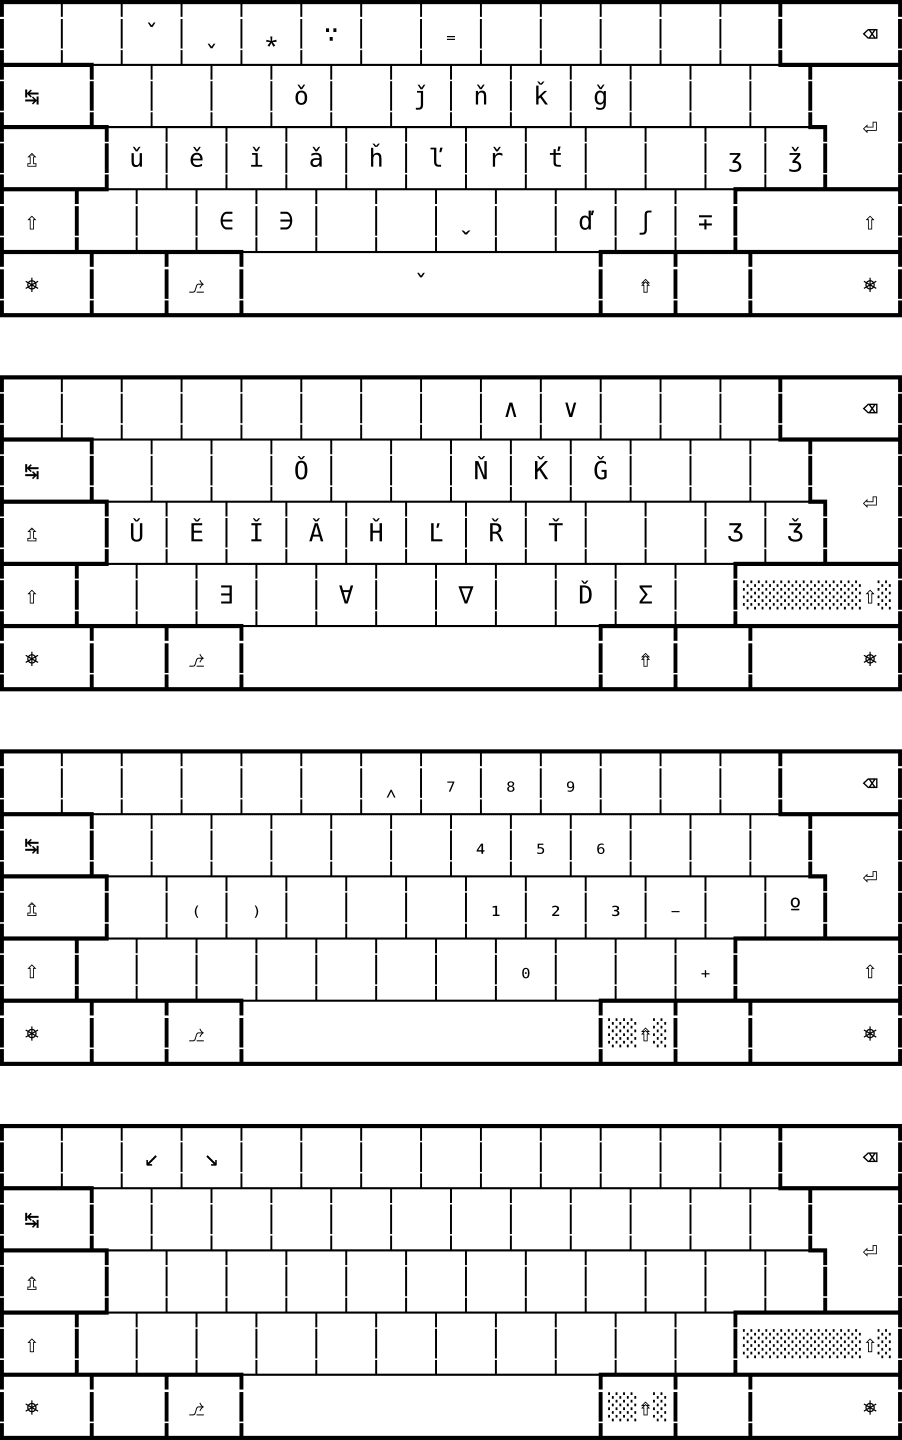 ˇ ˬ ⁎ ∵ ₌ ⌫
↹ ǒ ǰ ň ǩ ǧ
⇫ ǔ ě ǐ ǎ ȟ ľ ř ť ʒ ǯ ⏎
⇧ ∈ ∋ ˬ ď ʃ ∓ ⇧
⎈ ⎇ ˇ ⇮ ⎈
∧ ∨ ⌫
↹ Ǒ Ň Ǩ Ǧ
⇫ Ǔ Ě Ǐ Ǎ Ȟ Ľ Ř Ť Ʒ Ǯ ⏎
⇧ ∃ ∀ ∇ Ď Σ ⇧
⎈ ⎇ ⇮ ⎈
‸ ₇ ₈ ₉ ⌫
↹ ₄ ₅ ₆
⇫ ₍ ₎ ₁ ₂ ₃ ₋ º ⏎
⇧ ₀ ₊ ⇧
⎈ ⎇ ⇮ ⎈
↙ ↘ ⌫
↹
⇫ ⏎
⇧ ⇧
⎈ ⎇ ⇮ ⎈